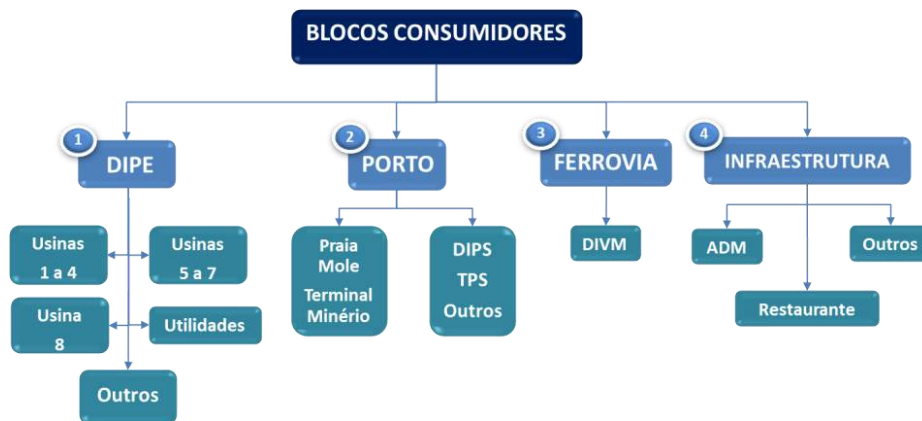 BLOCOS CONSUMIDORES
1
DIPE
2
PORTO
3
FERROVIA
4
INFRAESTRUTURA
Usinas
1 a 4
Usinas
5 a 7
Usina
8
Utilidades
Outros
Praia
Mole
Terminal
Minério
DIPS
TPS
Outros
DIVM
ADM
Outros
Restaurante